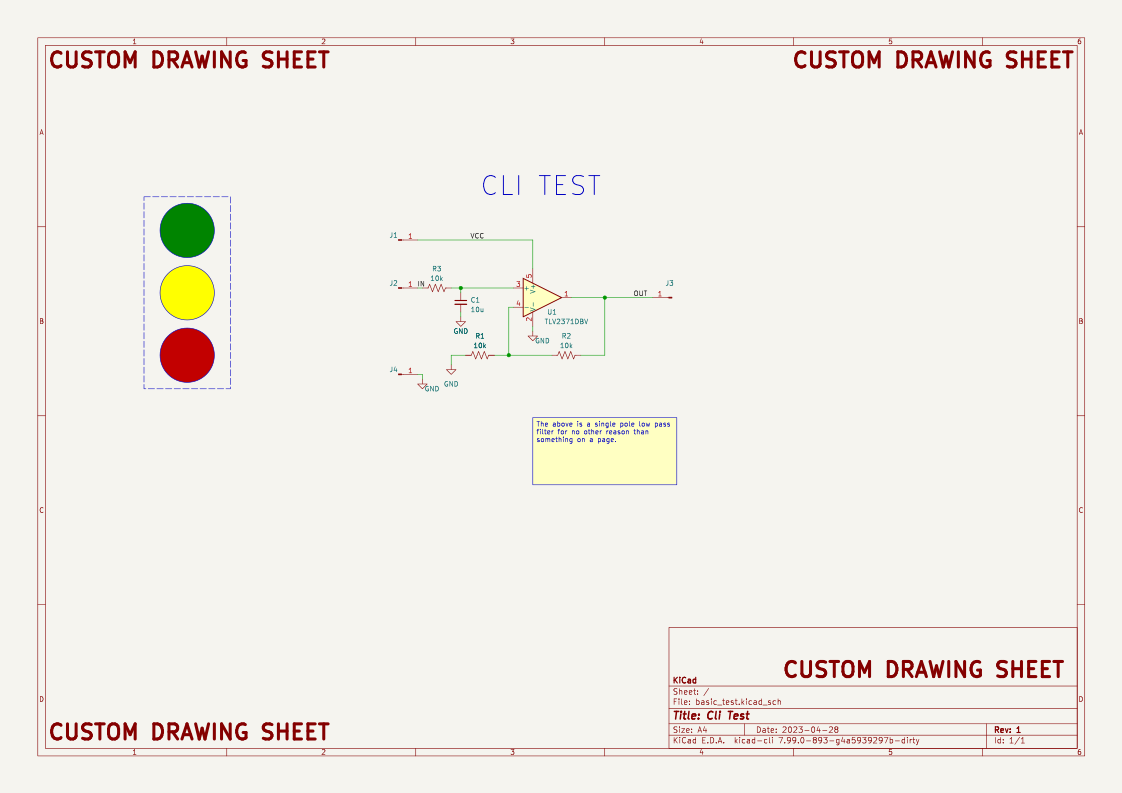 1 2 3 4 5 6
CUSTOM DRAWING SHEET
CUSTOM DRAWING SHEET
A
A
CLI TEST
J1 1 VCC
R3
10k
J2 1 IN
3
5
V+
+
1
J3
OUT 1
C1
10u
GND
4
-
V-
2
U1
TLV2371DBV
GND
B
B
R1
10k
R2
10k
J4 1
GND
GND
The above is a single pole low pass
filter for no other reason than
something on a page.
C
C
CUSTOM DRAWING SHEET
KiCad
Sheet: /
File: basic_test.kicad_sch
D
D
Title: Cli Test
Size: A4
Date: 2023-04-28
Rev: 1
KiCad E.D.A. kicad-cli 7.99.0-893-g4a5939297b-dirty
Id: 1/1
CUSTOM DRAWING SHEET
1 2 3 4 5 6